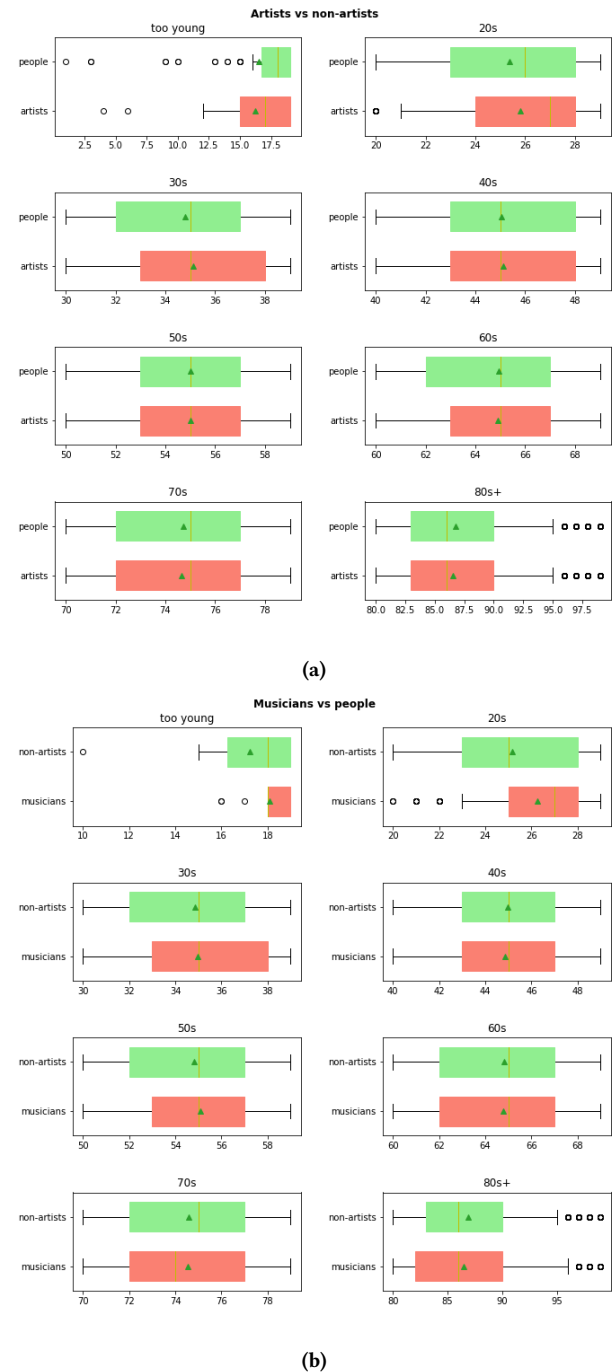 Artists vs non-artists
too young
people
artists
2.5 5.0 7.5 10.0 12.5 15.0 17.5
20s
people
artists
20 22 24 26 28
30s
people
artists
30 32 34 36 38
40s
people
artists
40 42 44 46 48
50s
people
artists
50 52 54 56 58
60s
people
artists
60 62 64 66 68
70s
people
artists
70 72 74 76 78
80s+
people
artists
80.0 82.5 85.0 87.5 90.0 92.5 95.0 97.5
(a)
Musicians vs people
too young
non-artists
musicians
10 12 14 16 18
20s
non-artists
musicians
20 22 24 26 28
30s
non-artists
musicians
30 32 34 36 38
40s
non-artists
musicians
40 42 44 46 48
50s
non-artists
musicians
50 52 54 56 58
60s
non-artists
musicians
60 62 64 66 68
70s
non-artists
musicians
70 72 74 76 78
80s+
non-artists
musicians
80 85 90 95
(b)